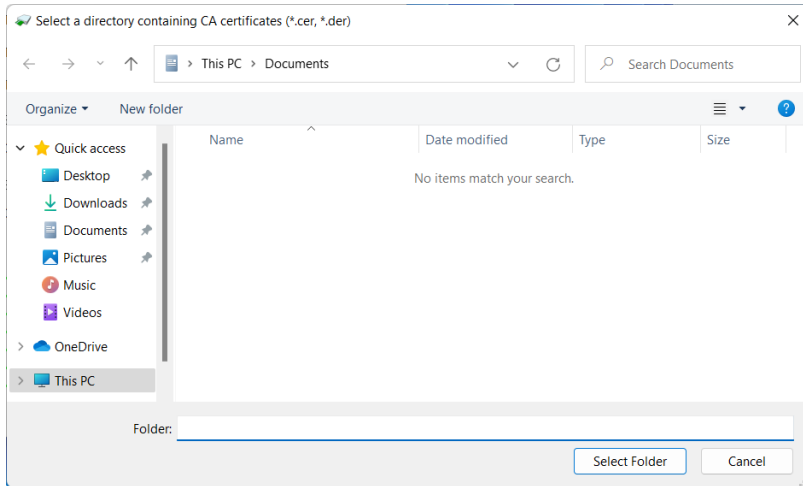 Select a directory containing CA certificates (*.cer, *.der)
This PC > Documents
Search Documents
Organize
New folder
Name
Date modified
Type
Size
No items match your search.
Quick access
Desktop
Downloads
Documents
Pictures
Music
Videos
OneDrive
This PC
Folder:
Select Folder
Cancel